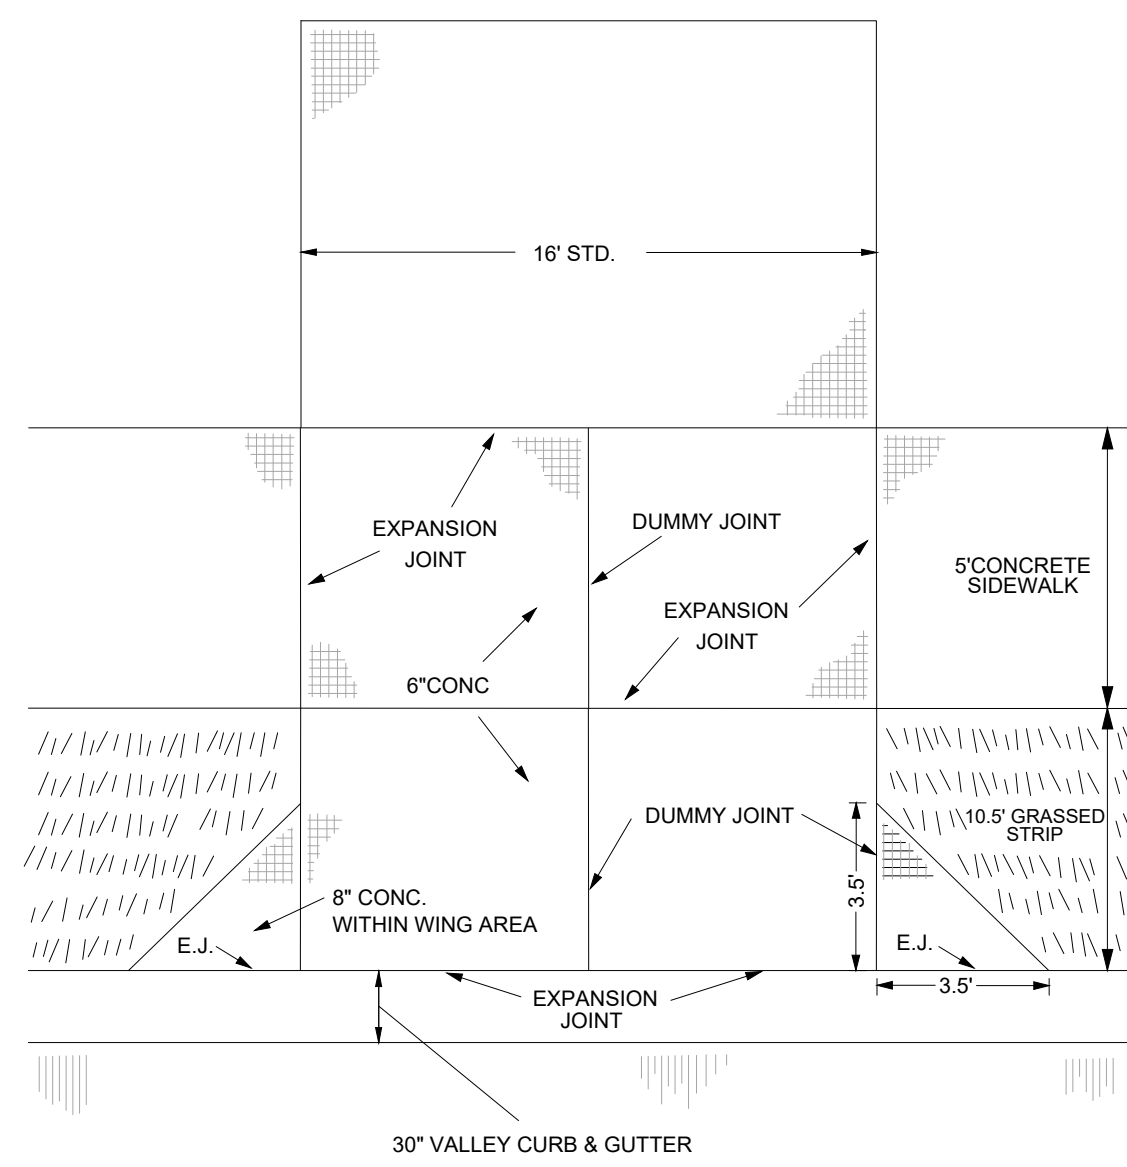 16' STD.
EXPANSION
JOINT
DUMMY JOINT
5'CONCRETE
SIDEWALK
EXPANSION
JOINT
6"CONC
DUMMY JOINT
10.5' GRASSED
STRIP
3.5'
8" CONC.
WITHIN WING AREA
E.J.
E.J.
3.5'
EXPANSION
JOINT
30" VALLEY CURB & GUTTER